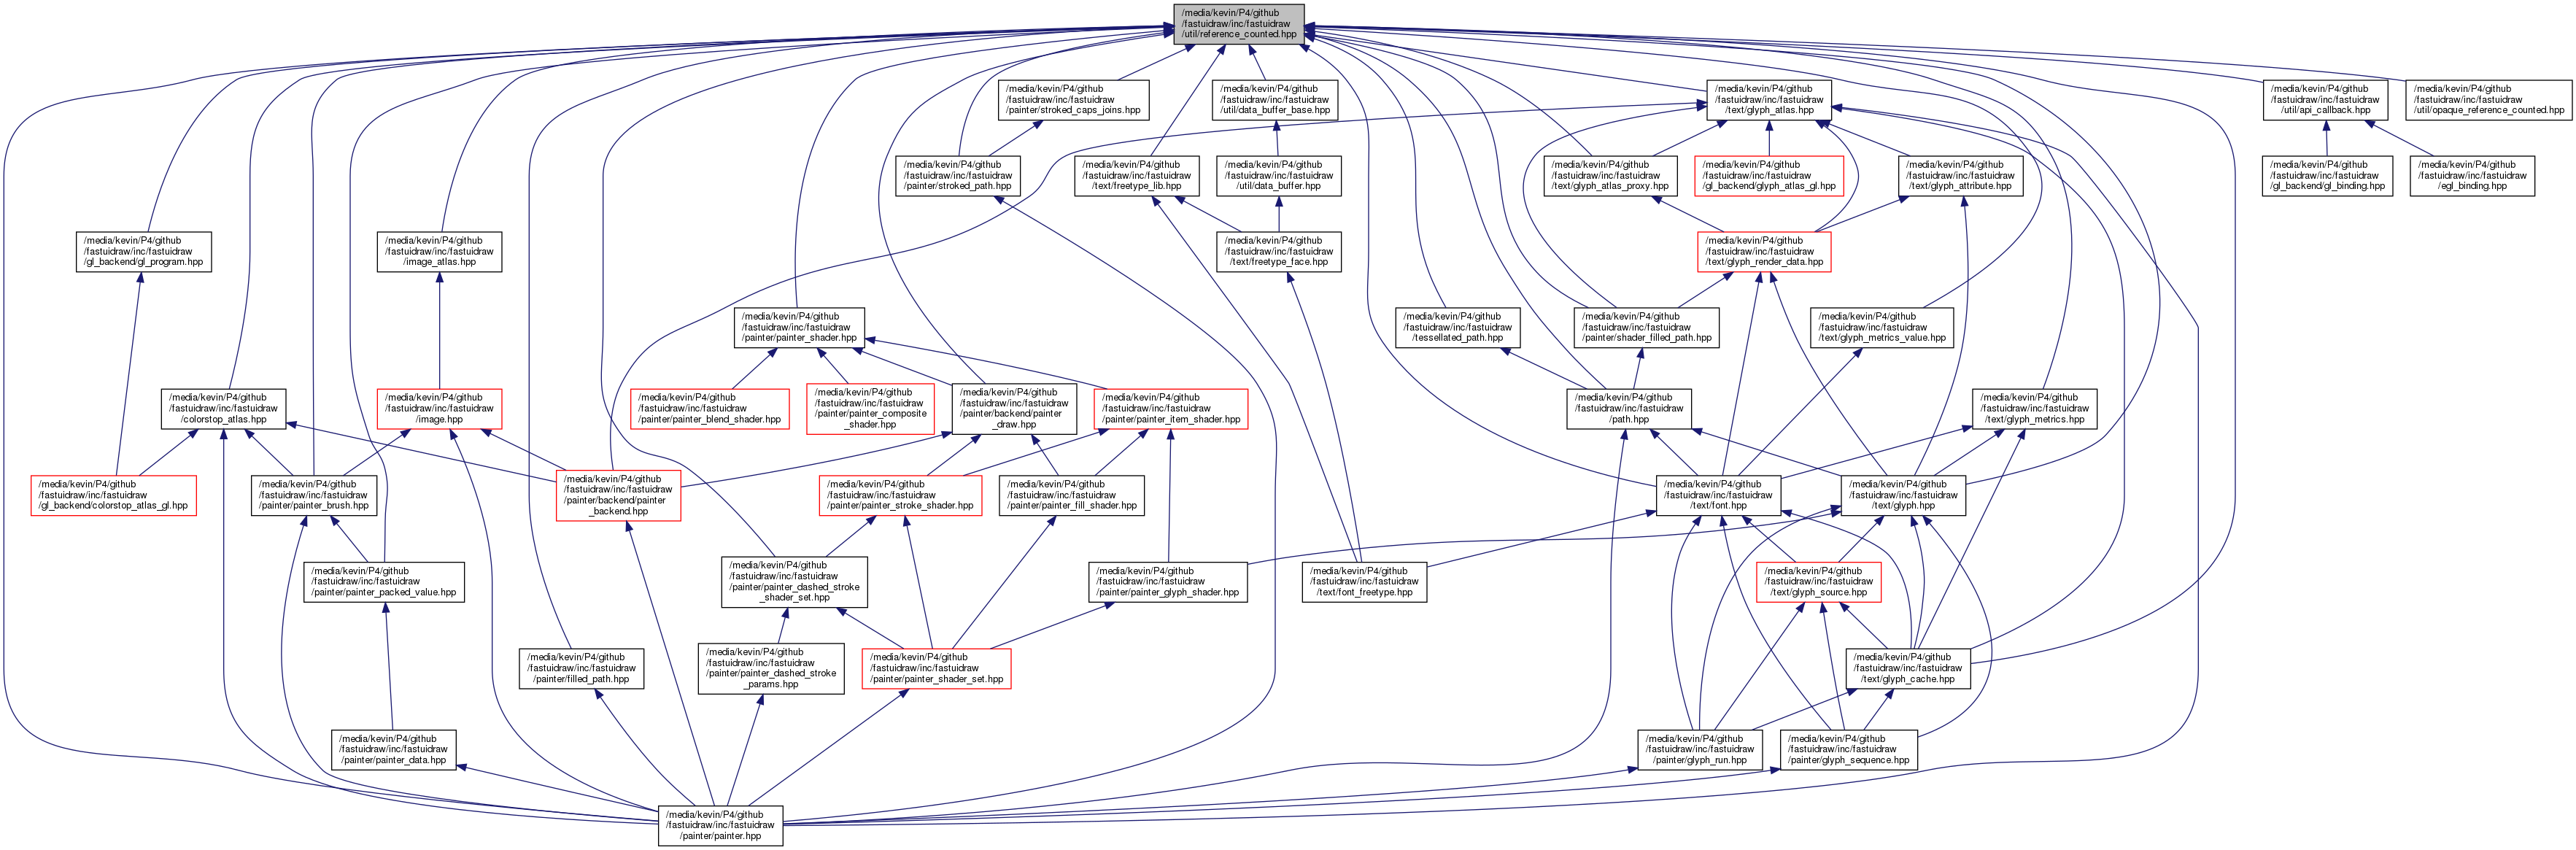 /media/kevin/P4/github
/fastuidraw/inc/fastuidraw
/util/reference_counted.hpp
/media/kevin/P4/github
/fastuidraw/inc/fastuidraw
/painter/stroked_caps_joins.hpp
/media/kevin/P4/github
/fastuidraw/inc/fastuidraw
/util/data_buffer_base.hpp
/media/kevin/P4/github
/fastuidraw/inc/fastuidraw
/text/glyph_atlas.hpp
/media/kevin/P4/github
/fastuidraw/inc/fastuidraw
/util/api_callback.hpp
/media/kevin/P4/github
/fastuidraw/inc/fastuidraw
/util/opaque_reference_counted.hpp
/media/kevin/P4/github
/fastuidraw/inc/fastuidraw
/painter/stroked_path.hpp
/media/kevin/P4/github
/fastuidraw/inc/fastuidraw
/text/freetype_lib.hpp
/media/kevin/P4/github
/fastuidraw/inc/fastuidraw
/util/data_buffer.hpp
/media/kevin/P4/github
/fastuidraw/inc/fastuidraw
/text/glyph_atlas_proxy.hpp
/media/kevin/P4/github
/fastuidraw/inc/fastuidraw
/gl_backend/glyph_atlas_gl.hpp
/media/kevin/P4/github
/fastuidraw/inc/fastuidraw
/text/glyph_attribute.hpp
/media/kevin/P4/github
/fastuidraw/inc/fastuidraw
/gl_backend/gl_binding.hpp
/media/kevin/P4/github
/fastuidraw/inc/fastuidraw
/egl_binding.hpp
/media/kevin/P4/github
/fastuidraw/inc/fastuidraw
/gl_backend/gl_program.hpp
/media/kevin/P4/github
/fastuidraw/inc/fastuidraw
/image_atlas.hpp
/media/kevin/P4/github
/fastuidraw/inc/fastuidraw
/text/freetype_face.hpp
/media/kevin/P4/github
/fastuidraw/inc/fastuidraw
/text/glyph_render_data.hpp
/media/kevin/P4/github
/fastuidraw/inc/fastuidraw
/painter/painter_shader.hpp
/media/kevin/P4/github
/fastuidraw/inc/fastuidraw
/tessellated_path.hpp
/media/kevin/P4/github
/fastuidraw/inc/fastuidraw
/painter/shader_filled_path.hpp
/media/kevin/P4/github
/fastuidraw/inc/fastuidraw
/text/glyph_metrics_value.hpp
/media/kevin/P4/github
/fastuidraw/inc/fastuidraw
/colorstop_atlas.hpp
/media/kevin/P4/github
/fastuidraw/inc/fastuidraw
/image.hpp
/media/kevin/P4/github
/fastuidraw/inc/fastuidraw
/painter/painter_blend_shader.hpp
/media/kevin/P4/github
/fastuidraw/inc/fastuidraw
/painter/painter_composite
_shader.hpp
/media/kevin/P4/github
/fastuidraw/inc/fastuidraw
/painter/backend/painter
_draw.hpp
/media/kevin/P4/github
/fastuidraw/inc/fastuidraw
/painter/painter_item_shader.hpp
/media/kevin/P4/github
/fastuidraw/inc/fastuidraw
/path.hpp
/media/kevin/P4/github
/fastuidraw/inc/fastuidraw
/text/glyph_metrics.hpp
/media/kevin/P4/github
/fastuidraw/inc/fastuidraw
/gl_backend/colorstop_atlas_gl.hpp
/media/kevin/P4/github
/fastuidraw/inc/fastuidraw
/painter/painter_brush.hpp
/media/kevin/P4/github
/fastuidraw/inc/fastuidraw
/painter/backend/painter
_backend.hpp
/media/kevin/P4/github
/fastuidraw/inc/fastuidraw
/painter/painter_stroke_shader.hpp
/media/kevin/P4/github
/fastuidraw/inc/fastuidraw
/painter/painter_fill_shader.hpp
/media/kevin/P4/github
/fastuidraw/inc/fastuidraw
/text/font.hpp
/media/kevin/P4/github
/fastuidraw/inc/fastuidraw
/text/glyph.hpp
/media/kevin/P4/github
/fastuidraw/inc/fastuidraw
/painter/painter_packed_value.hpp
/media/kevin/P4/github
/fastuidraw/inc/fastuidraw
/painter/painter_dashed_stroke
_shader_set.hpp
/media/kevin/P4/github
/fastuidraw/inc/fastuidraw
/painter/painter_glyph_shader.hpp
/media/kevin/P4/github
/fastuidraw/inc/fastuidraw
/text/font_freetype.hpp
/media/kevin/P4/github
/fastuidraw/inc/fastuidraw
/text/glyph_source.hpp
/media/kevin/P4/github
/fastuidraw/inc/fastuidraw
/painter/filled_path.hpp
/media/kevin/P4/github
/fastuidraw/inc/fastuidraw
/painter/painter_dashed_stroke
_params.hpp
/media/kevin/P4/github
/fastuidraw/inc/fastuidraw
/painter/painter_shader_set.hpp
/media/kevin/P4/github
/fastuidraw/inc/fastuidraw
/text/glyph_cache.hpp
/media/kevin/P4/github
/fastuidraw/inc/fastuidraw
/painter/painter_data.hpp
/media/kevin/P4/github
/fastuidraw/inc/fastuidraw
/painter/glyph_run.hpp
/media/kevin/P4/github
/fastuidraw/inc/fastuidraw
/painter/glyph_sequence.hpp
/media/kevin/P4/github
/fastuidraw/inc/fastuidraw
/painter/painter.hpp